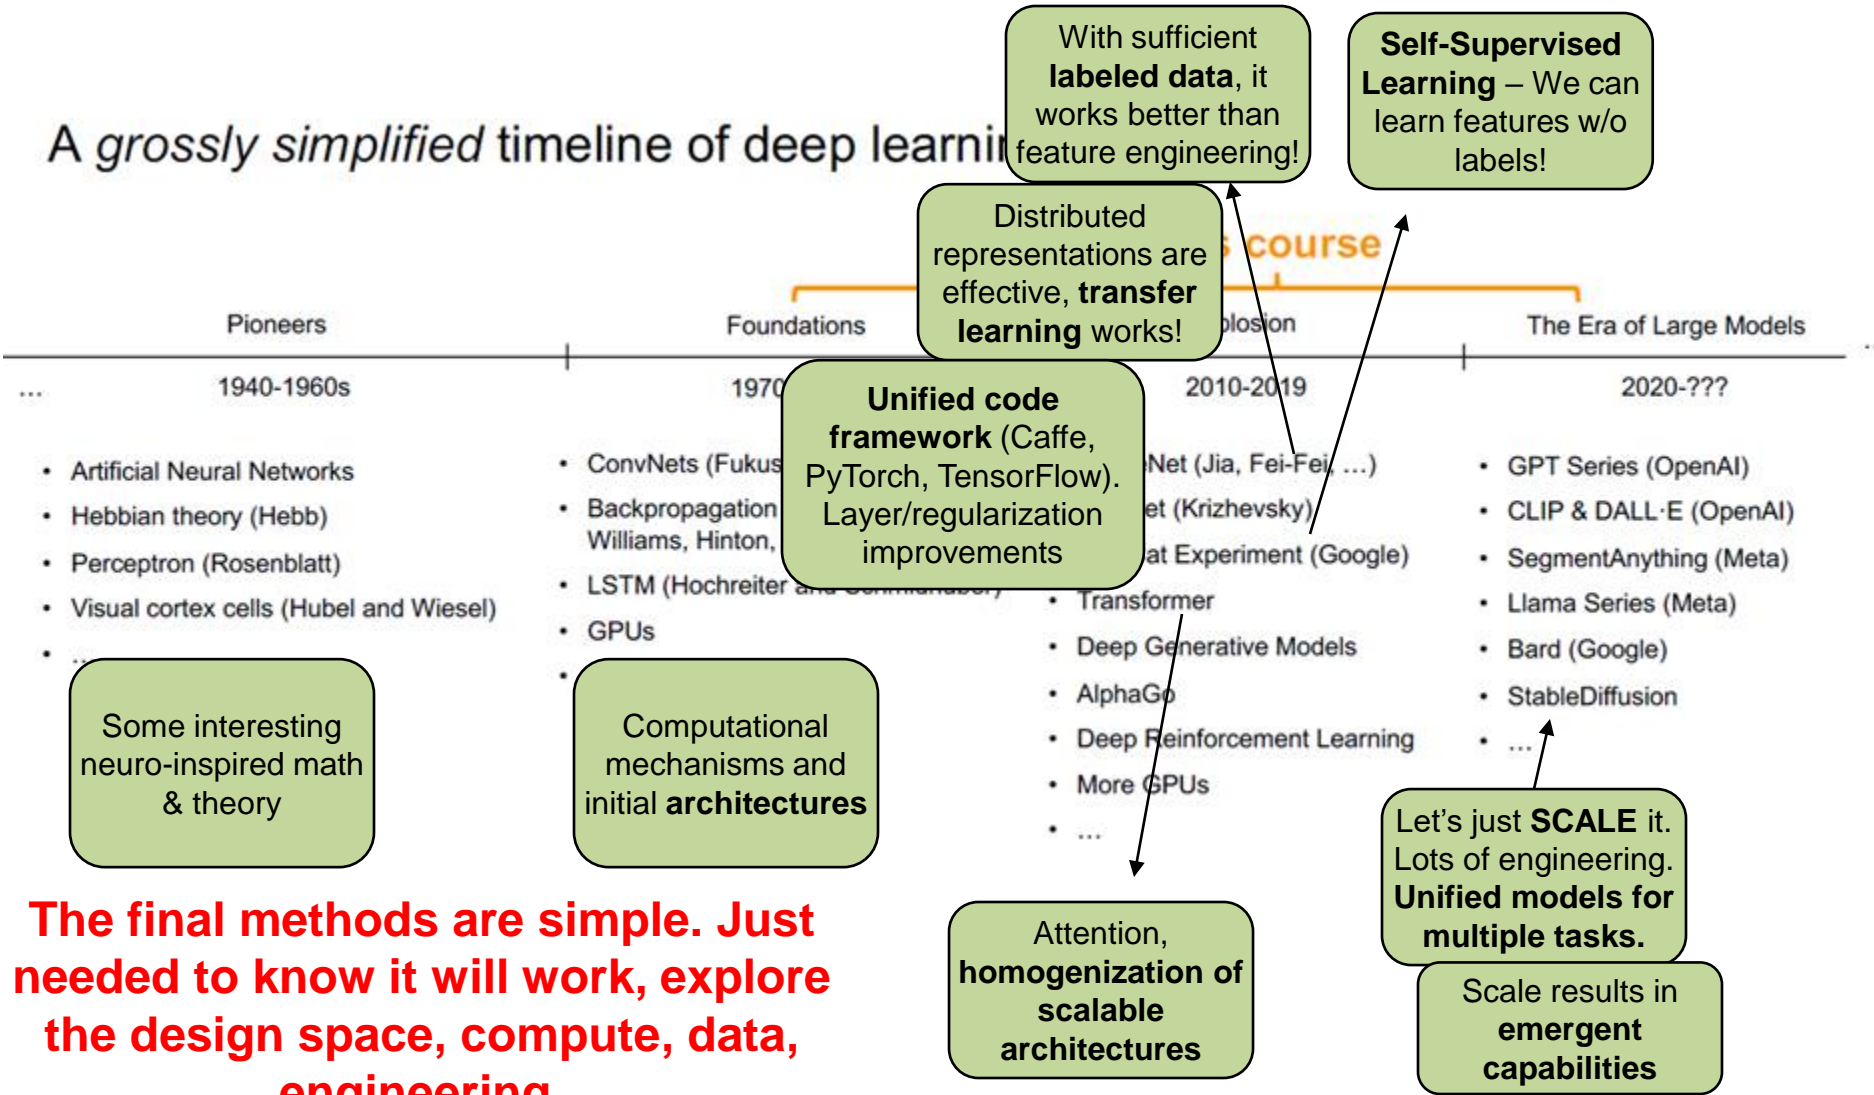 A grossly simplified timeline of deep
With sufficient
labeled data, it
works better than
feature engineering!
Self-Supervised
Learning – We can
learn features w/o
labels!
Distributed
representations are
effective, transfer
learning works!
course
Pioneers
Foundations
The Era of Large Models
...
1940-1960s
1970
2010-2019
2020-???
Unified code
framework (Caffe,
PyTorch, TensorFlow).
Layer/regularization
improvements
• Artificial Neural Networks
• Hebbian theory (Hebb)
• Perceptron (Rosenblatt)
• Visual cortex cells (Hubel and Wiesel)
• ...
• ConvNets
• Backpropagation
Williams, Hinton,
• LSTM (Hochreiter and Schmidhuber)
• GPUs
•
(Jia, Fei-Fei, ...)
(Krizhevsky)
Experiment (Google)
• Transformer
• Deep Generative Models
• AlphaGo
• Deep Reinforcement Learning
• More GPUs
• ...
• GPT Series (OpenAI)
• CLIP & DALL·E (OpenAI)
• SegmentAnything (Meta)
• Llama Series (Meta)
• Bard (Google)
• StableDiffusion
• ...
Some interesting
neuro-inspired math
& theory
Computational
mechanisms and
initial architectures
Let's just SCALE it.
Lots of engineering.
Unified models for
multiple tasks.
Attention,
homogenization of
scalable
architectures
Scale results in
emergent
capabilities
The final methods are simple. Just
needed to know it will work, explore
the design space, compute, data,
engineering